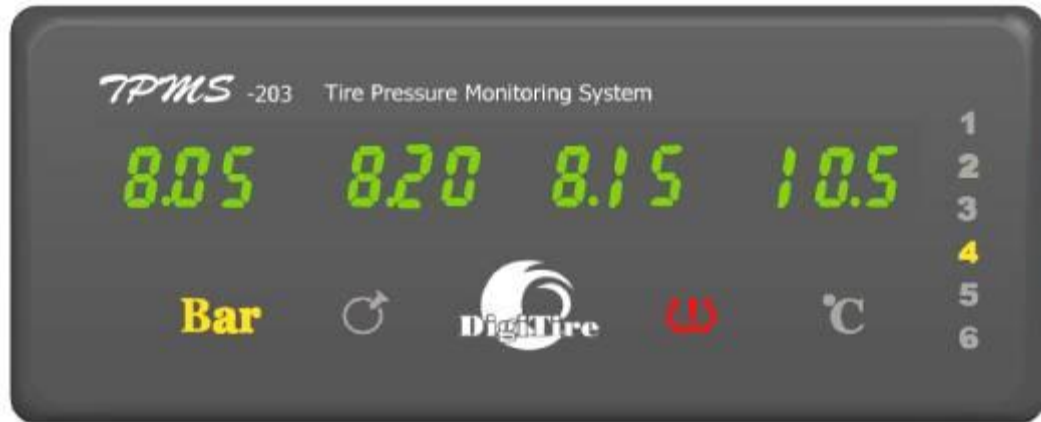 TPMS -203 Tire Pressure Monitoring System
8.05 8.20 8.15 10.5
1
2
3
4
5
6
Bar DigiTire °C